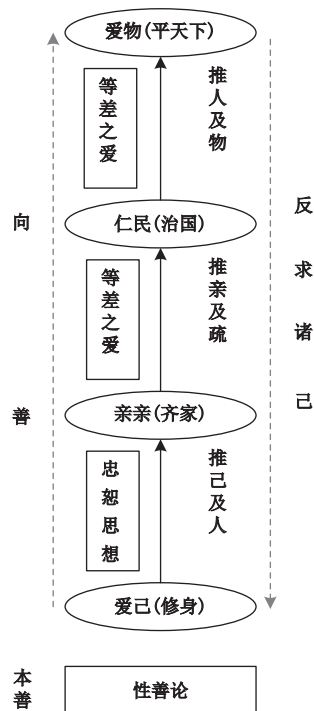 爱物(平天下)
等差之爱
推人及物
向善
反求诸己
仁民(治国)
等差之爱
推亲及疏
亲亲(齐家)
忠恕思想
推己及人
爱己(修身)
本善
性善论